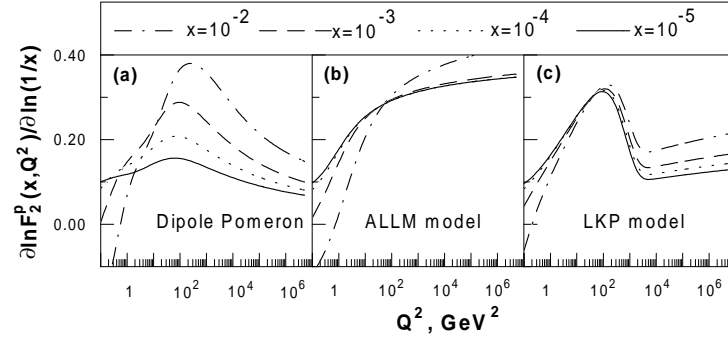 x=10⁻² x=10⁻³ x=10⁻⁴ x=10⁻⁵
∂lnF₂ᵖ(x,Q²)/∂ln(1/x)
0.40
0.20
0.00
(a)
Dipole Pomeron
(b)
ALLM model
(c)
LKP model
1 10² 10⁴ 10⁶ 1 10² 10⁴ 10⁶ 1 10² 10⁴ 10⁶
Q² , GeV²